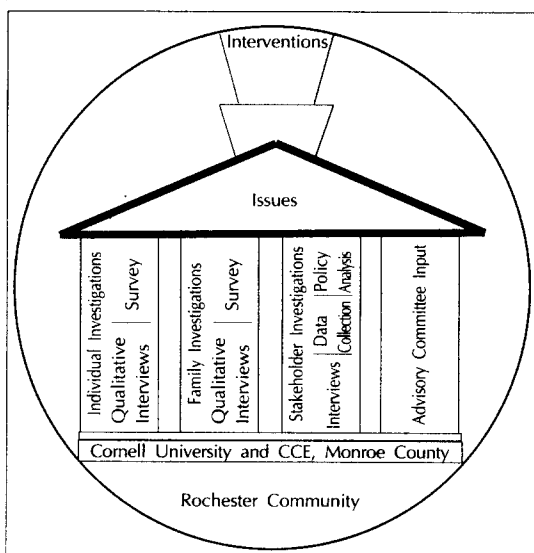 Interventions
Issues
Individual Investigations
Qualitative Interviews
Survey
Family Investigations
Qualitative Interviews
Survey
Stakeholder Investigations
Interviews
Data Collection
Policy Analysis
Advisory Committee Input
Cornell University and CCE, Monroe County
Rochester Community